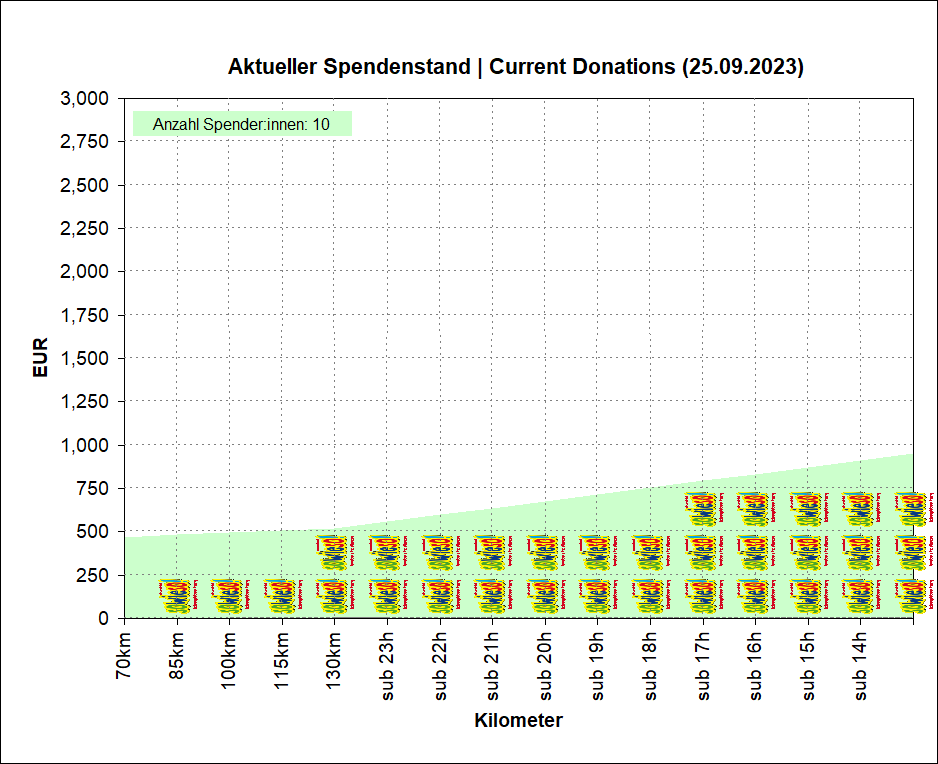 Aktueller Spendenstand | Current Donations (25.09.2023)
Anzahl Spender:innen: 10
3,000
2,750
2,500
2,250
2,000
1,750
1,500
1,250
1,000
750
500
250
0
EUR
70km
85km
100km
115km
130km
sub 23h
sub 22h
sub 21h
sub 20h
sub 19h
sub 18h
sub 17h
sub 16h
sub 15h
sub 14h
Kilometer